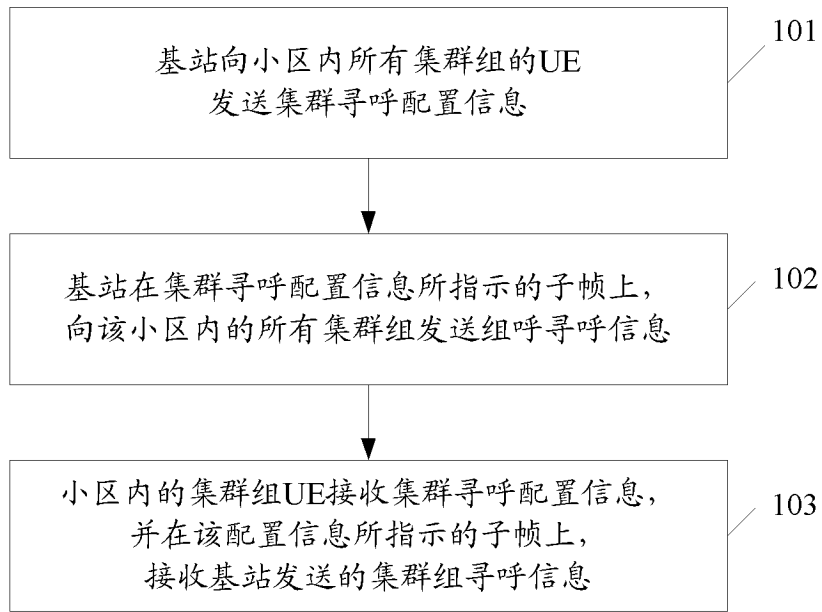 基站向小区内所有集群组的UE
发送集群寻呼配置信息
101
基站在集群寻呼配置信息所指示的子帧上，
向该小区内的所有集群组发送组呼寻呼信息
102
小区内的集群组UE接收集群寻呼配置信息，
并在该配置信息所指示的子帧上，
接收基站发送的集群组寻呼信息
103